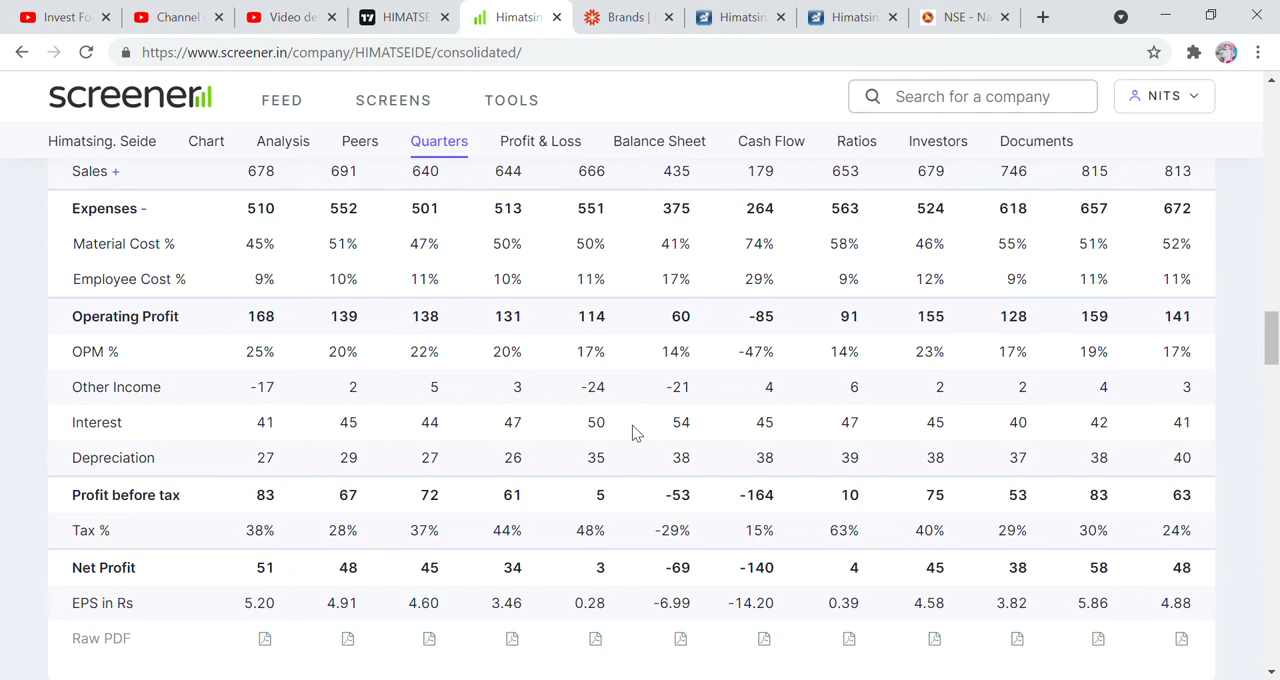 Invest Fo
Channel
Video de
HIMATSE
Himatsin
Brands |
Himatsin
Himatsin
NSE - Na
https://www.screener.in/company/HIMATSEIDE/consolidated/
screener
FEED
SCREENS
TOOLS
Search for a company
NITS
Himatsing. Seide
Chart
Analysis
Peers
Quarters
Profit & Loss
Balance Sheet
Cash Flow
Ratios
Investors
Documents
Sales + 678 691 640 644 666 435 179 653 679 746 815 813
Expenses - 510 552 501 513 551 375 264 563 524 618 657 672
Material Cost % 45% 51% 47% 50% 50% 41% 74% 58% 46% 55% 51% 52%
Employee Cost % 9% 10% 11% 10% 11% 17% 29% 9% 12% 9% 11% 11%
Operating Profit 168 139 138 131 114 60 -85 91 155 128 159 141
OPM % 25% 20% 22% 20% 17% 14% -47% 14% 23% 17% 19% 17%
Other Income -17 2 5 3 -24 -21 4 6 2 2 4 3
Interest 41 45 44 47 50 54 45 47 45 40 42 41
Depreciation 27 29 27 26 35 38 38 39 38 37 38 40
Profit before tax 83 67 72 61 5 -53 -164 10 75 53 83 63
Tax % 38% 28% 37% 44% 48% -29% 15% 63% 40% 29% 30% 24%
Net Profit 51 48 45 34 3 -69 -140 4 45 38 58 48
EPS in Rs 5.20 4.91 4.60 3.46 0.28 -6.99 -14.20 0.39 4.58 3.82 5.86 4.88
Raw PDF